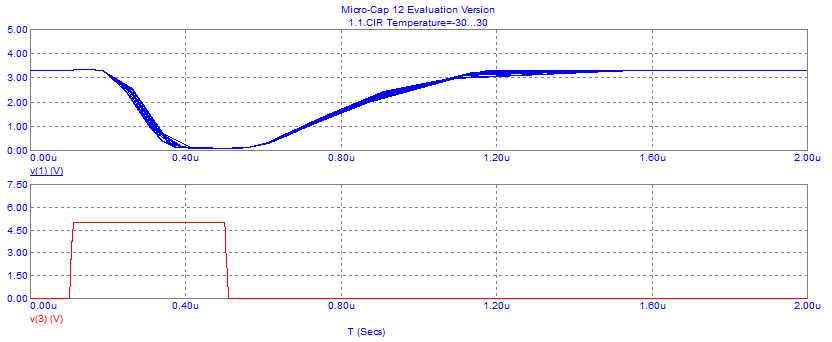 Micro-Cap 12 Evaluation Version
1.1.CIR Temperature=-30...30
5.00
4.00
3.00
2.00
1.00
0.00
0.00u 0.40u 0.80u 1.20u 1.60u 2.00u
v(1) (V)
7.50
6.00
4.50
3.00
1.50
0.00
0.00u 0.40u 0.80u 1.20u 1.60u 2.00u
v(3) (V)
T (Secs)